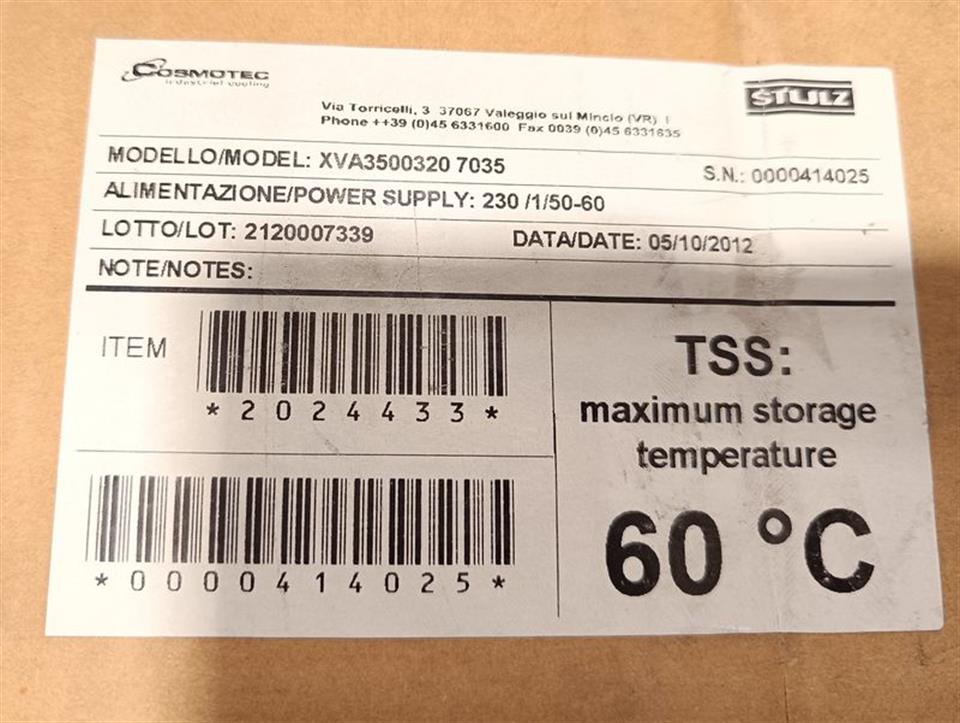 COSMOTEC
industrial cooling
STULZ
Via Torricelli, 3 37067 Valeggio sul Mincio (VR) I
Phone ++39 (0)45 6331600 Fax 0039 (0)45 6331635
MODELLO/MODEL: XVA3500320 7035
S.N.: 0000414025
ALIMENTAZIONE/POWER SUPPLY: 230 /1/50-60
LOTTO/LOT: 2120007339
DATA/DATE: 05/10/2012
NOTE/NOTES:
ITEM
*2024433*
*0000414025*
TSS:
maximum storage
temperature
60 °C